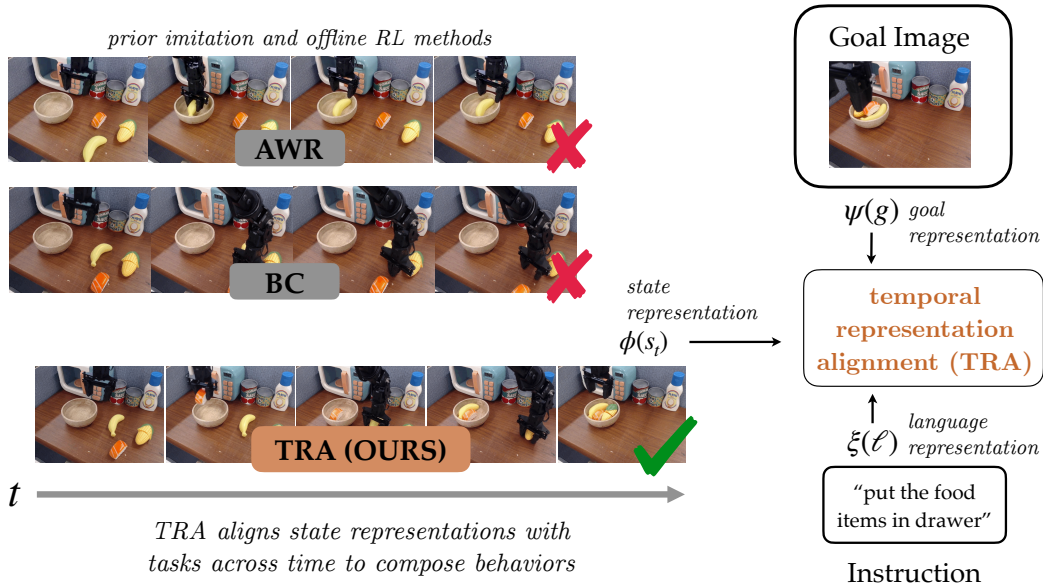 prior imitation and offline RL methods
AWR
BC
TRA (OURS)
t
TRA aligns state representations with
tasks across time to compose behaviors
Goal Image
ψ(g)
goal
representation
state
representation
ϕ(sₜ)
temporal
representation
alignment (TRA)
ξ(ℓ)
language
representation
“put the food
items in drawer”
Instruction